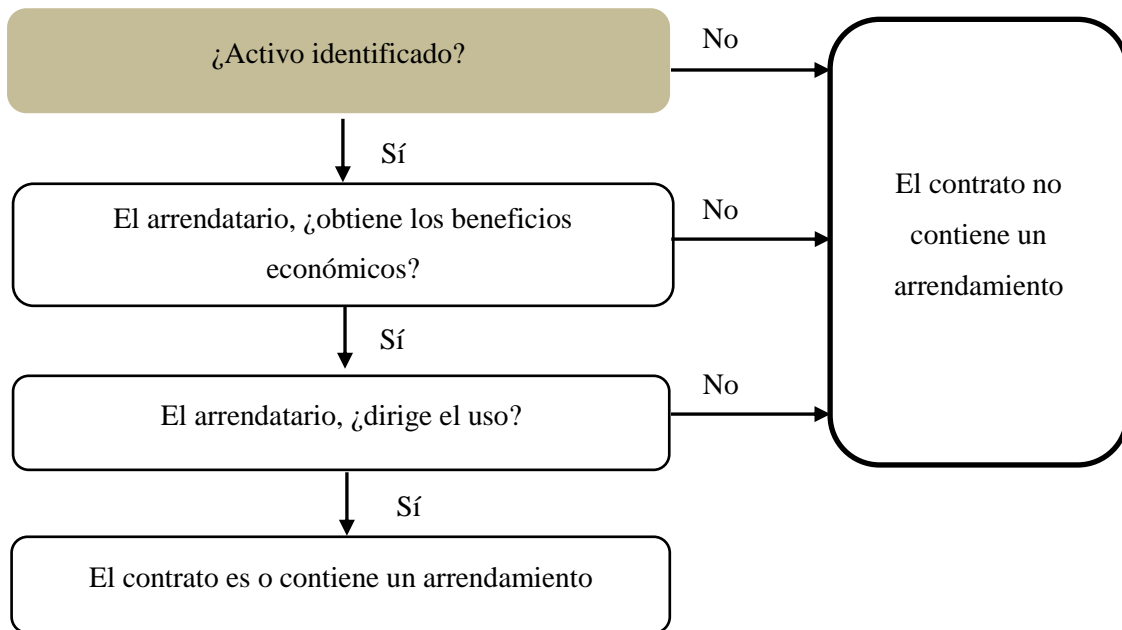 ¿Activo identificado?
No
Sí
El arrendatario, ¿obtiene los beneficios
económicos?
No
El contrato no
contiene un
arrendamiento
Sí
El arrendatario, ¿dirige el uso?
No
Sí
El contrato es o contiene un arrendamiento